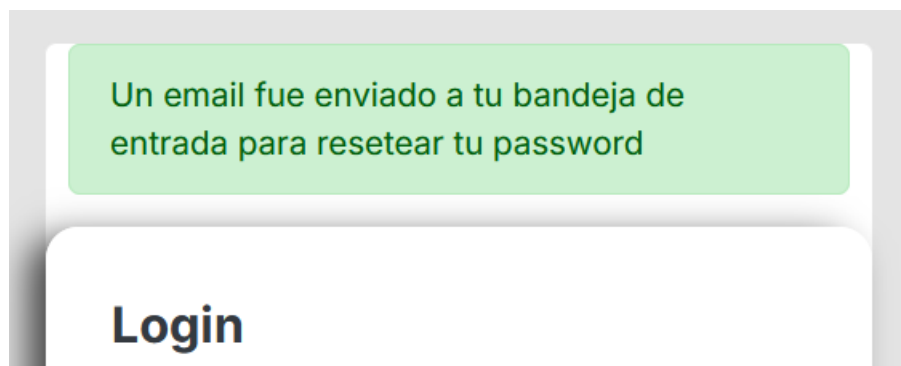 Un email fue enviado a tu bandeja de
entrada para resetear tu password
Login